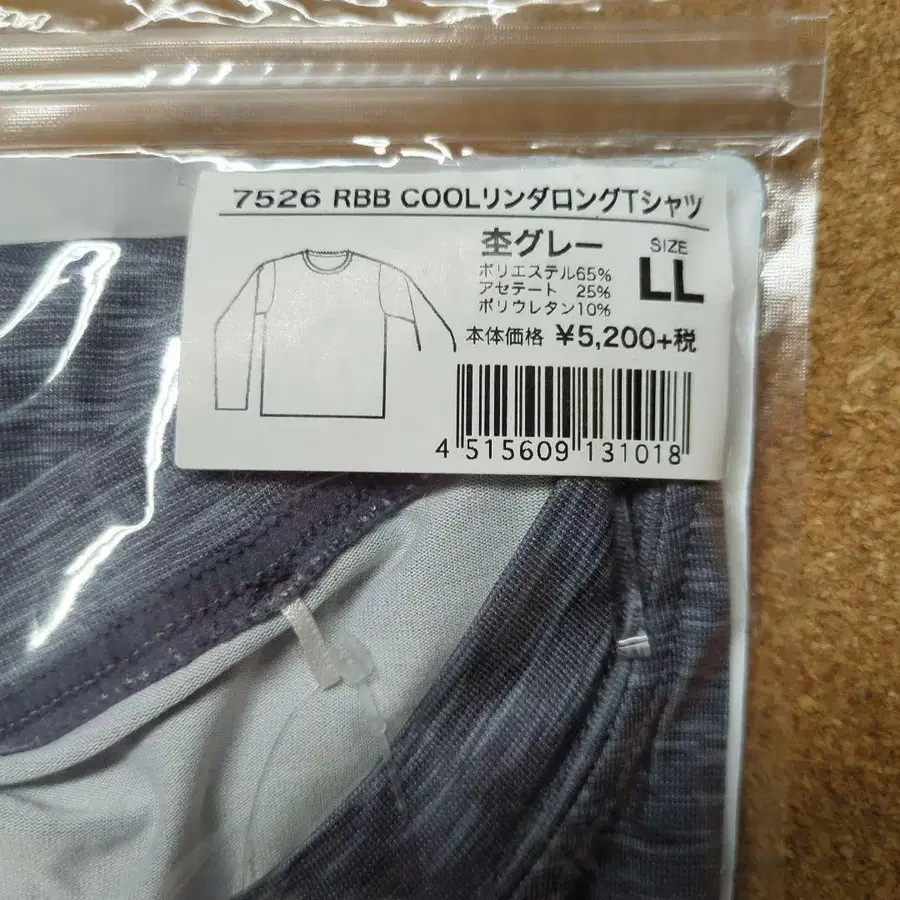 7526 RBB COOLリンダロングTシャツ
杢グレー
SIZE
LL
ポリエステル65%
アセテート 25%
ポリウレタン10%
本体価格 ¥5,200+税
4 515609 131018